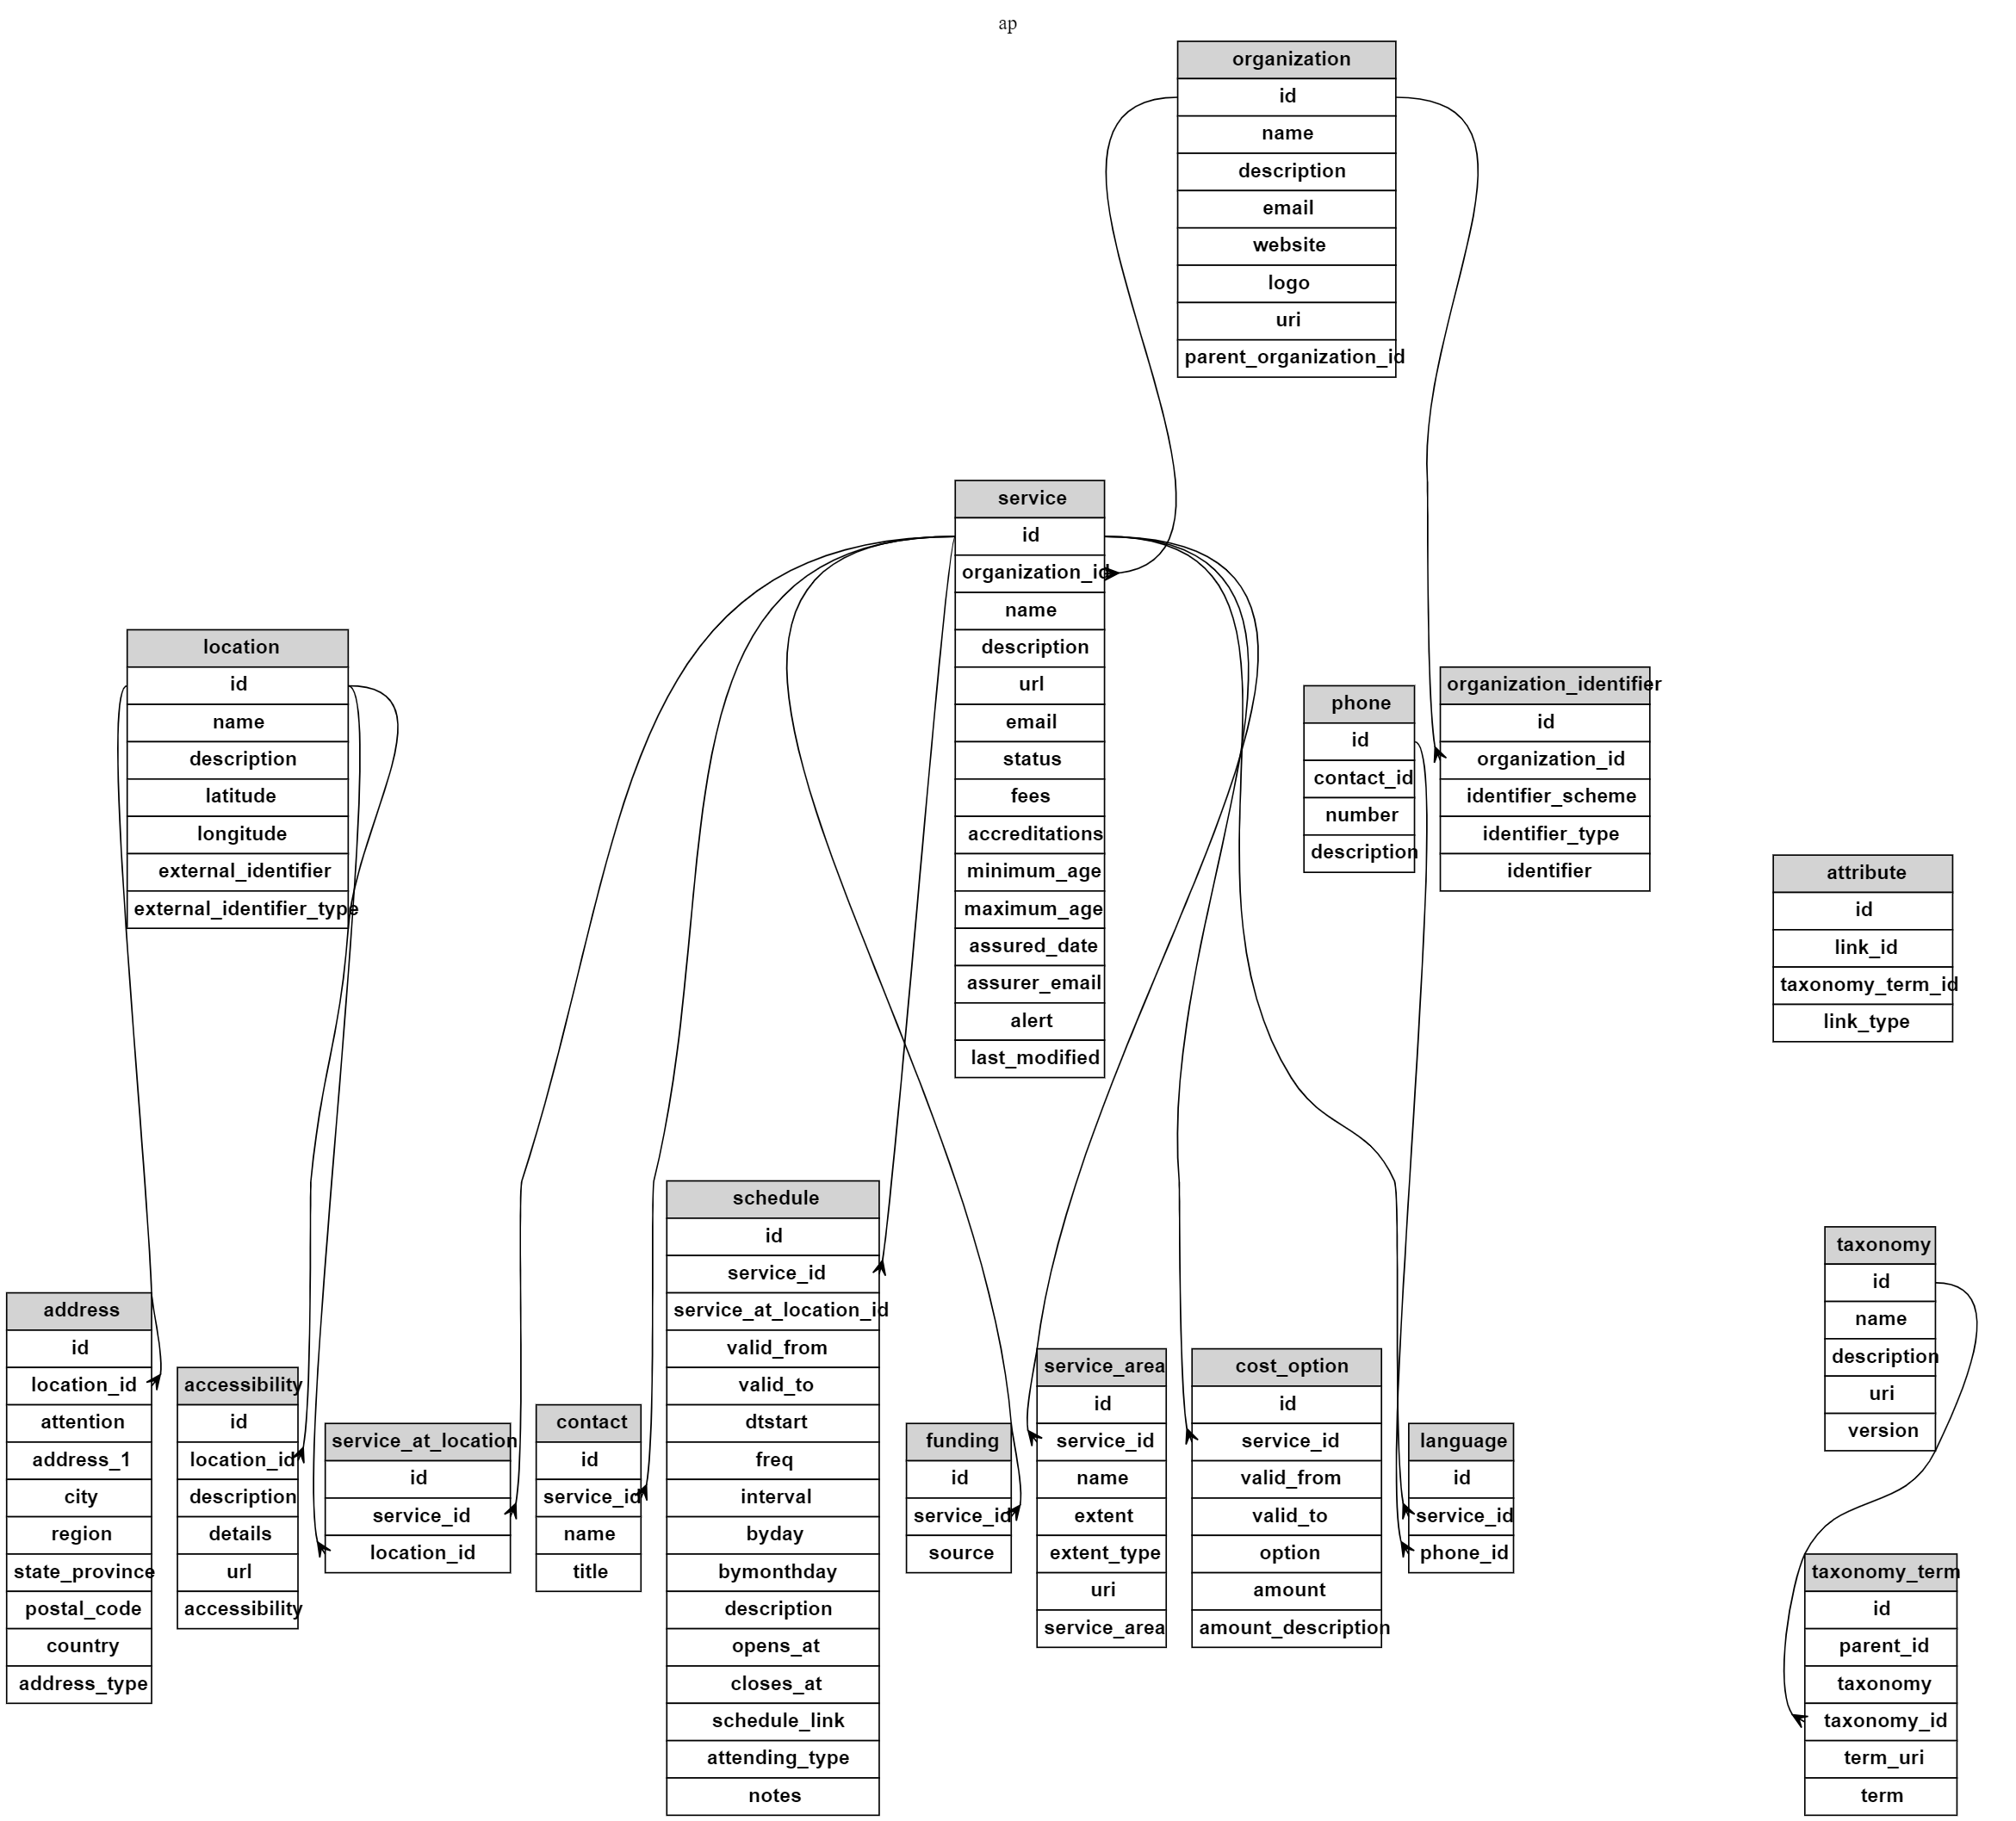 ap
organization
id
name
description
email
website
logo
uri
parent_organization_id
service
id
organization_id
name
description
url
email
status
fees
accreditations
minimum_age
maximum_age
assured_date
assurer_email
alert
last_modified
location
id
name
description
latitude
longitude
external_identifier
external_identifier_type
phone
id
contact_id
number
description
organization_identifier
id
organization_id
identifier_scheme
identifier_type
identifier
attribute
id
link_id
taxonomy_term_id
link_type
address
id
location_id
attention
address_1
city
region
state_province
postal_code
country
address_type
accessibility
id
location_id
description
details
url
accessibility
service_at_location
id
service_id
location_id
contact
id
service_id
name
title
schedule
id
service_id
service_at_location_id
valid_from
valid_to
dtstart
freq
interval
byday
bymonthday
description
opens_at
closes_at
schedule_link
attending_type
notes
funding
id
service_id
source
service_area
id
service_id
name
extent
extent_type
uri
service_area
cost_option
id
service_id
valid_from
valid_to
option
amount
amount_description
language
id
service_id
phone_id
taxonomy
id
name
description
uri
version
taxonomy_term
id
parent_id
taxonomy
taxonomy_id
term_uri
term